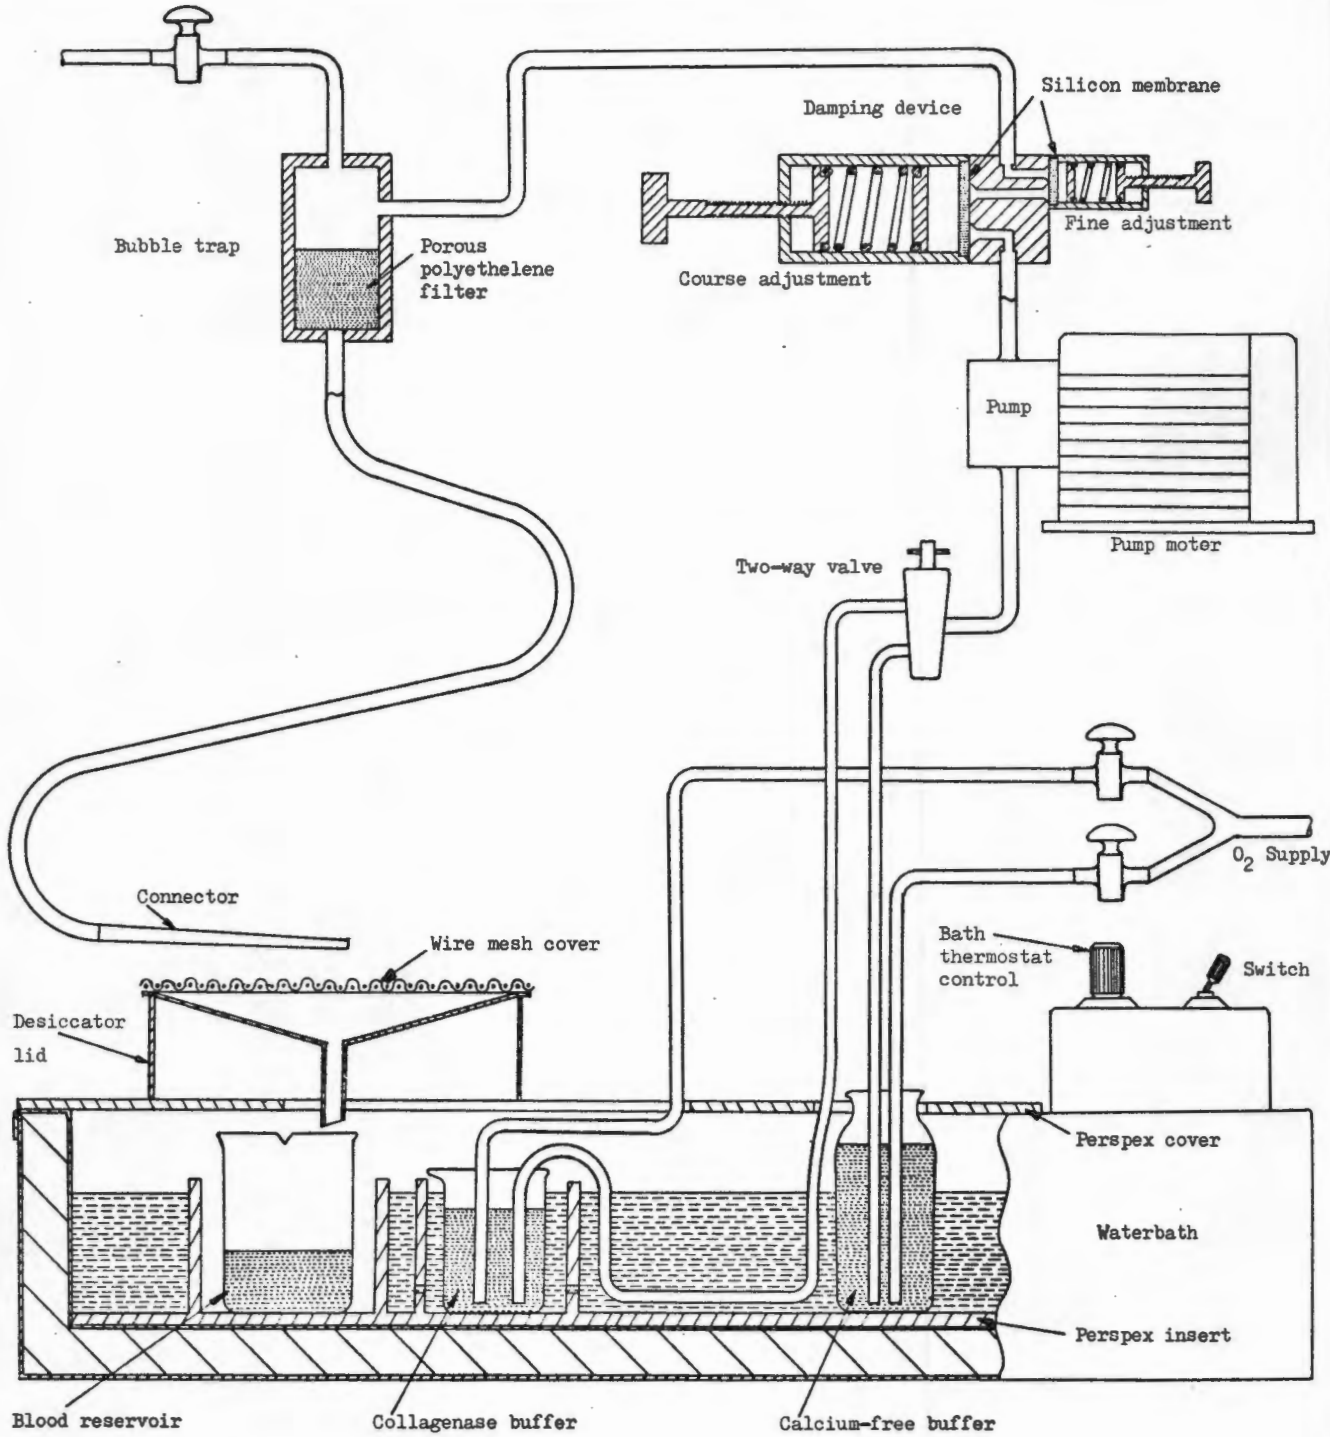 Silicon membrane
Damping device
Bubble trap
Porous
polyethelene
filter
Fine adjustment
Course adjustment
Pump
Pump moter
Two-way valve
O2 Supply
Connector
Wire mesh cover
Bath
thermostat
control
Switch
Desiccator
lid
Perspex cover
Waterbath
Perspex insert
Blood reservoir
Collagenase buffer
Calcium-free buffer